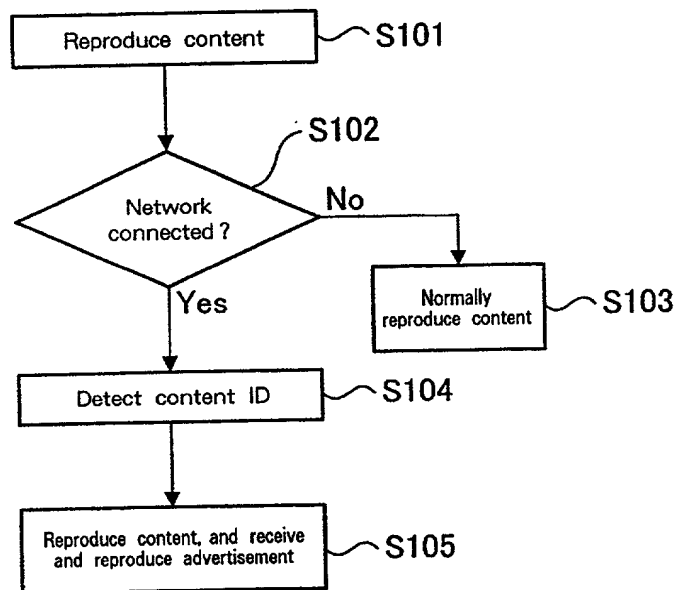 Reproduce content
S101
S102
Network
connected?
No
Yes
Normally
reproduce content
S103
Detect content ID
S104
Reproduce content, and receive
and reproduce advertisement
S105